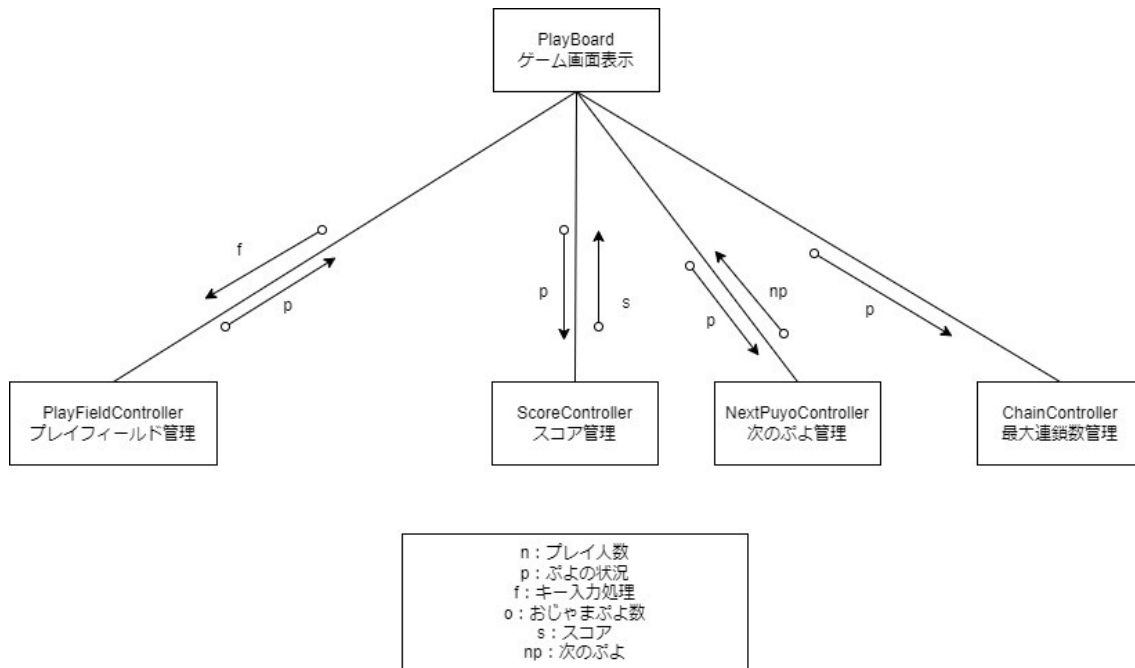 PlayBoard
ゲーム画面表示
f
p
p
s
p
np
p
PlayFieldController
プレイフィールド管理
ScoreController
スコア管理
NextPuyoController
次のぷよ管理
ChainController
最大連鎖数管理
n：プレイ人数
p：ぷよの状況
f：キー入力処理
o：おじゃまぷよ数
s：スコア
np：次のぷよ